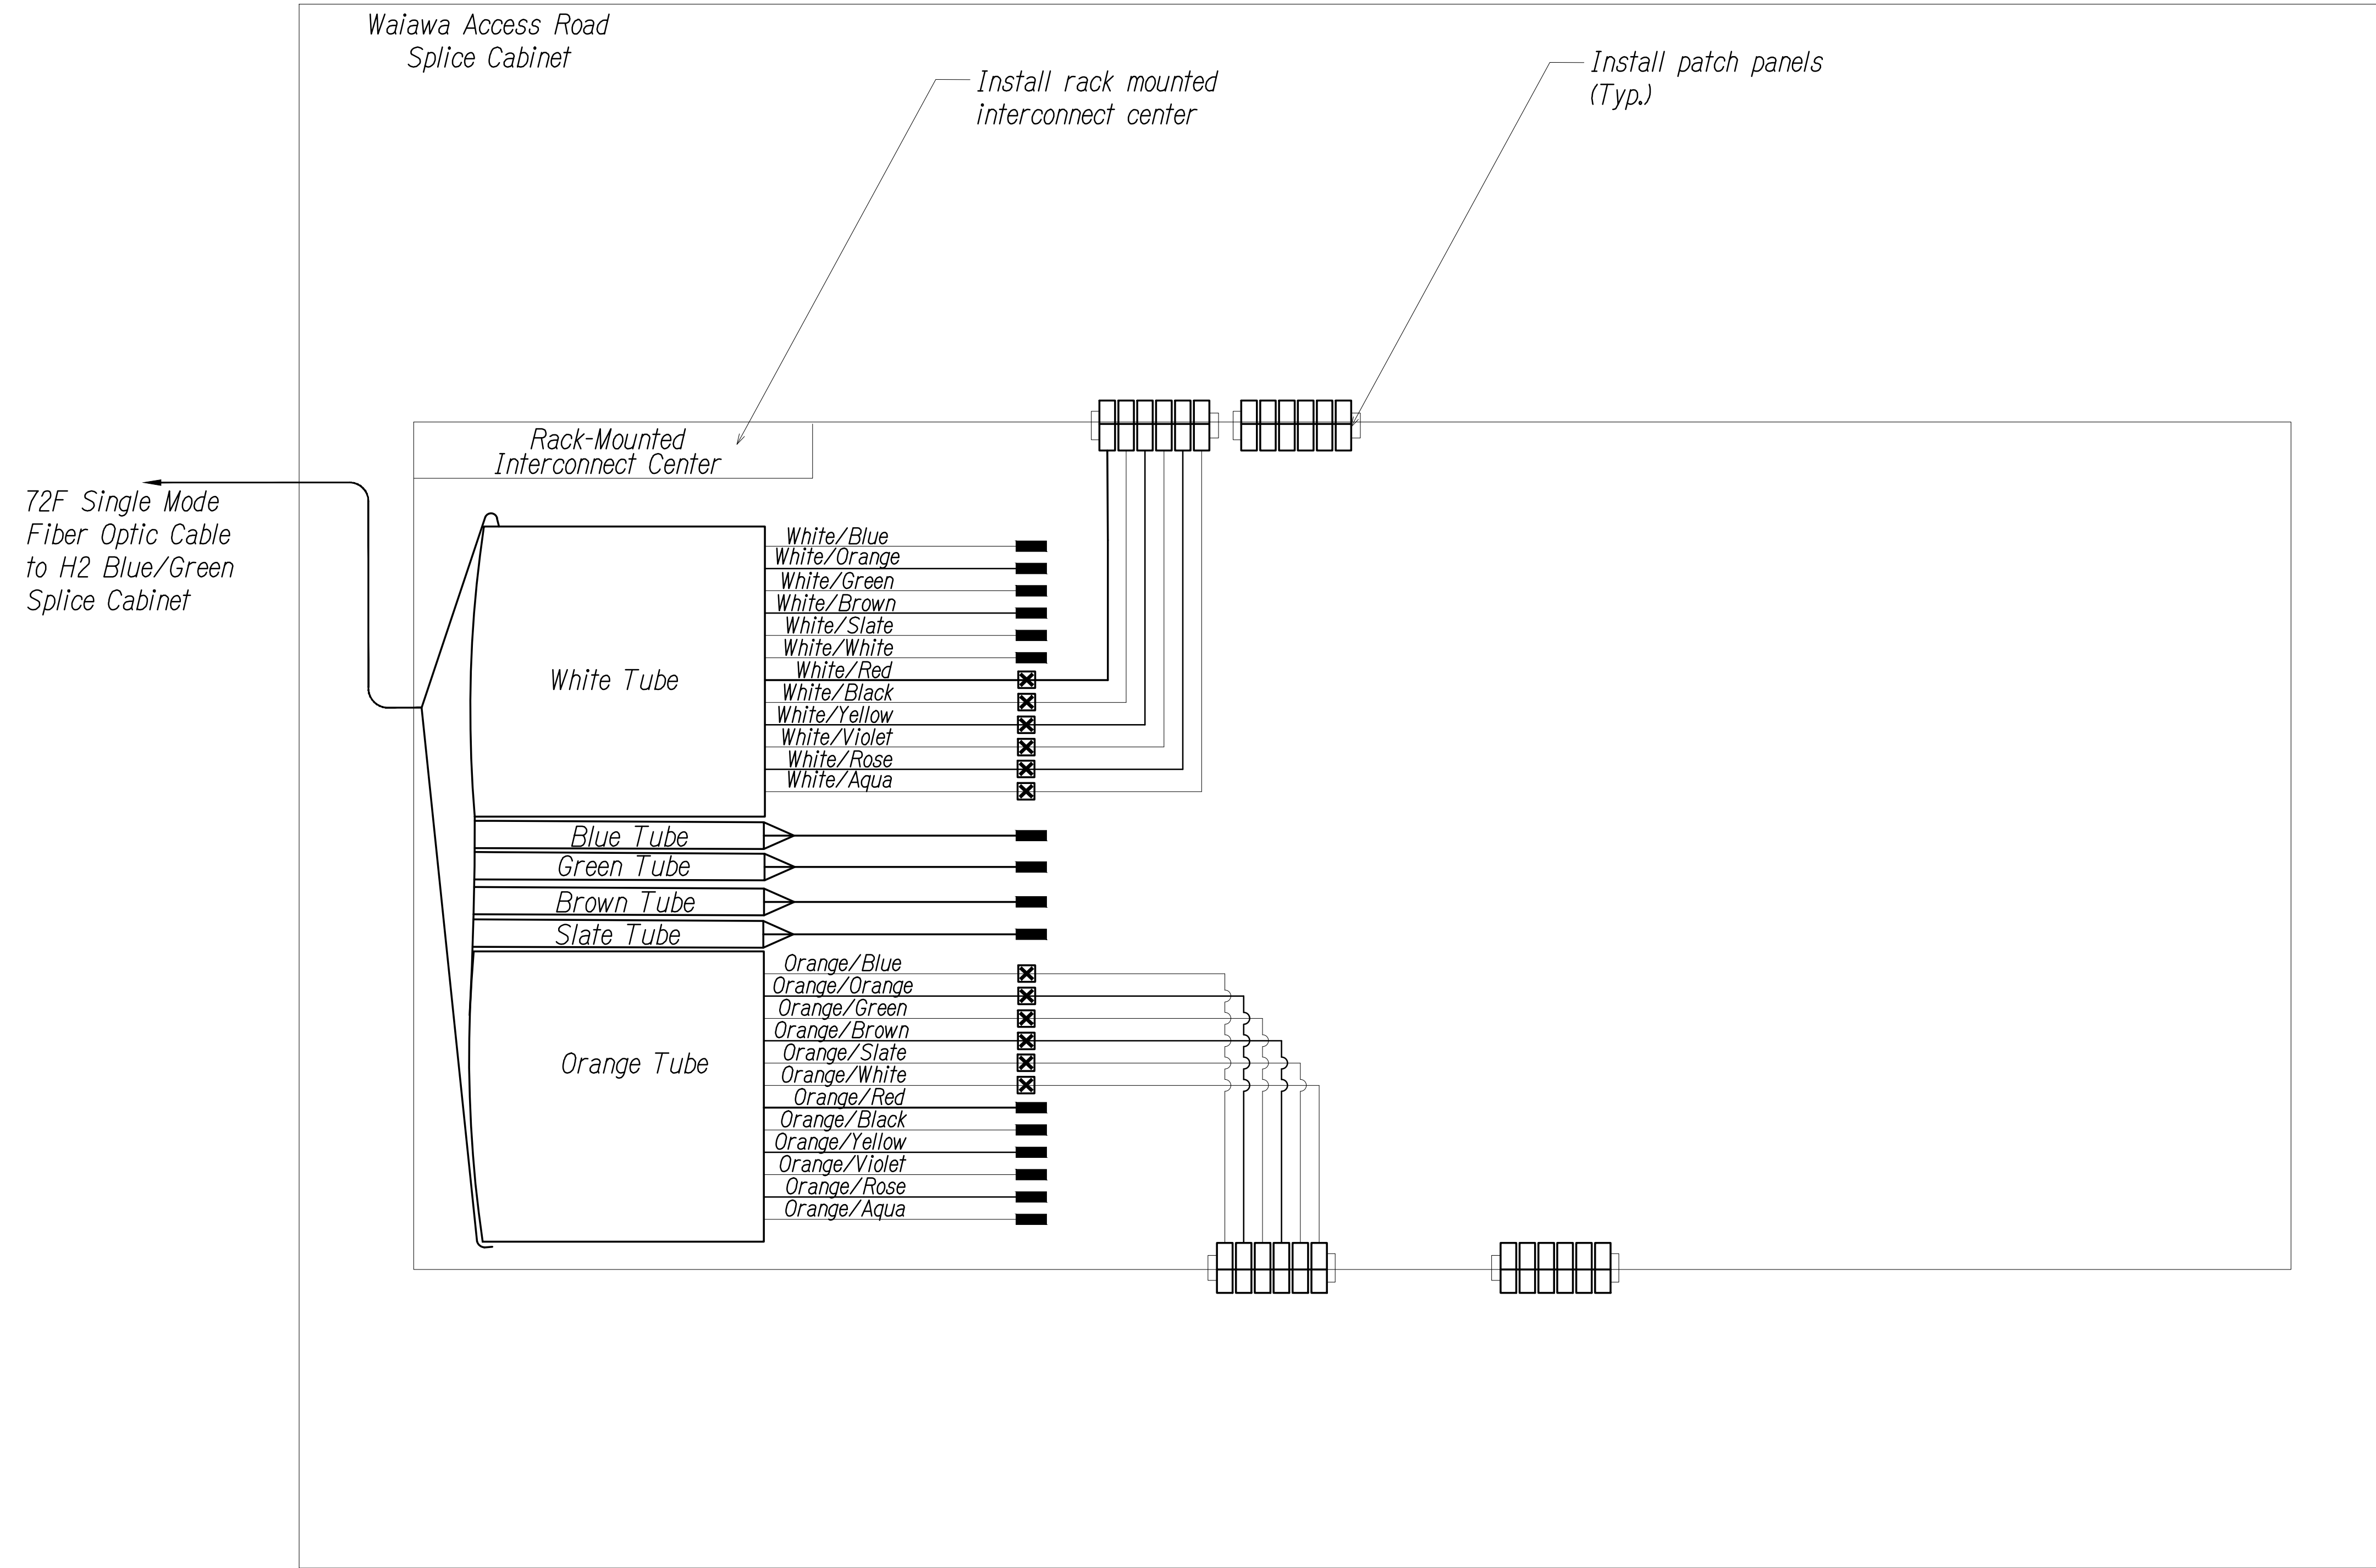 Waiawa Access Road
Splice Cabinet
Install rack mounted
interconnect center
Install patch panels
(Typ.)
Rack-Mounted
Interconnect Center
72F Single Mode
Fiber Optic Cable
to H2 Blue/Green
Splice Cabinet
White Tube
White/Blue
White/Orange
White/Green
White/Brown
White/Slate
White/White
White/Red
White/Black
White/Yellow
White/Violet
White/Rose
White/Aqua
Blue Tube
Green Tube
Brown Tube
Slate Tube
Orange Tube
Orange/Blue
Orange/Orange
Orange/Green
Orange/Brown
Orange/Slate
Orange/White
Orange/Red
Orange/Black
Orange/Yellow
Orange/Violet
Orange/Rose
Orange/Aqua